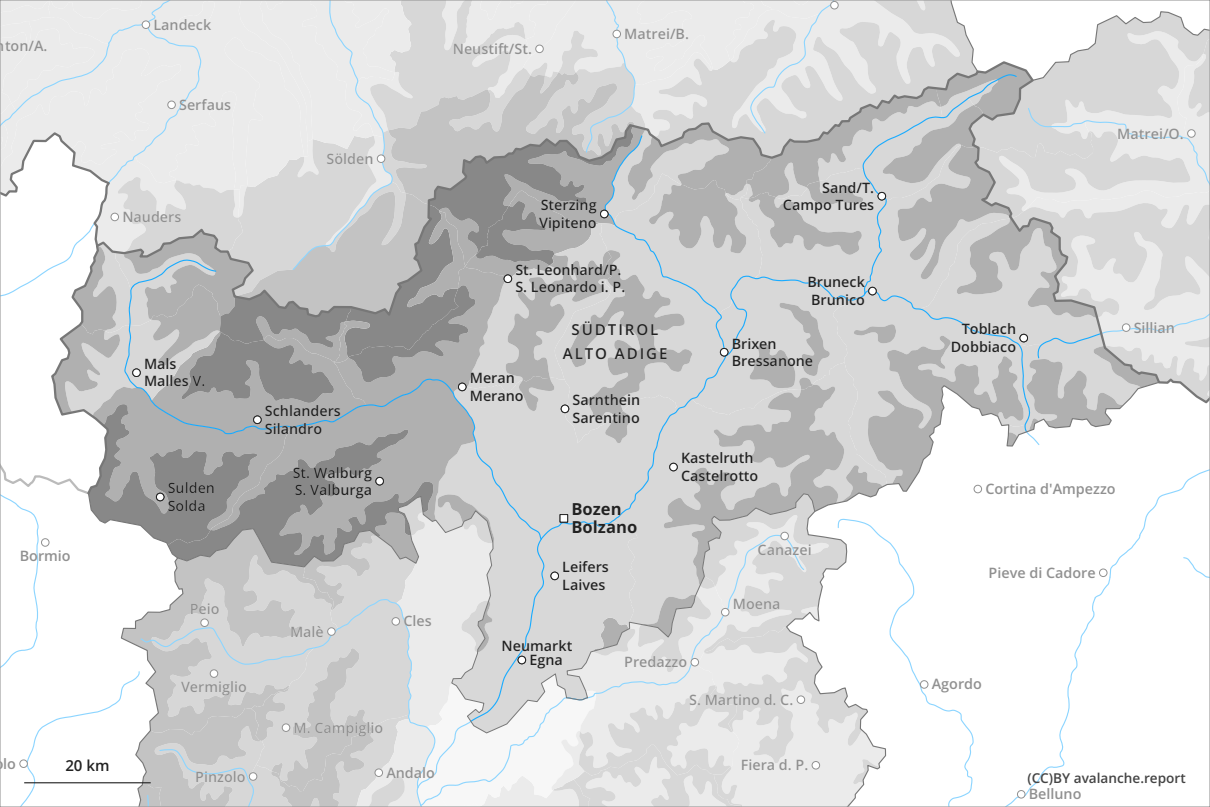 Landeck
nton/A.
Neustift/St.
Matrei/B.
Serfaus
Matrei/O.
Sölden
Sand/T.
Campo Tures
Nauders
Sterzing
Vipiteno
St. Leonhard/P.
S. Leonardo i. P.
Bruneck
Brunico
SÜDTIROL
ALTO ADIGE
Toblach
Dobbiaco
Sillian
Brixen
Bressanone
Mals
Malles V.
Meran
Merano
Sarnthein
Sarentino
Schlanders
Silandro
Kastelruth
Castelrotto
St. Walburg
S. Valburga
Sulden
Solda
Cortina d'Ampezzo
Bozen
Bolzano
Bormio
Canazei
Leifers
Laives
Pieve di Cadore
Peio
Moena
Malè
Cles
Neumarkt
Egna
Predazzo
Vermiglio
Agordo
S. Martino d. C.
M. Campiglio
olo
20 km
Pinzolo
Andalo
Fiera d. P.
(CC)BY avalanche.report
Belluno